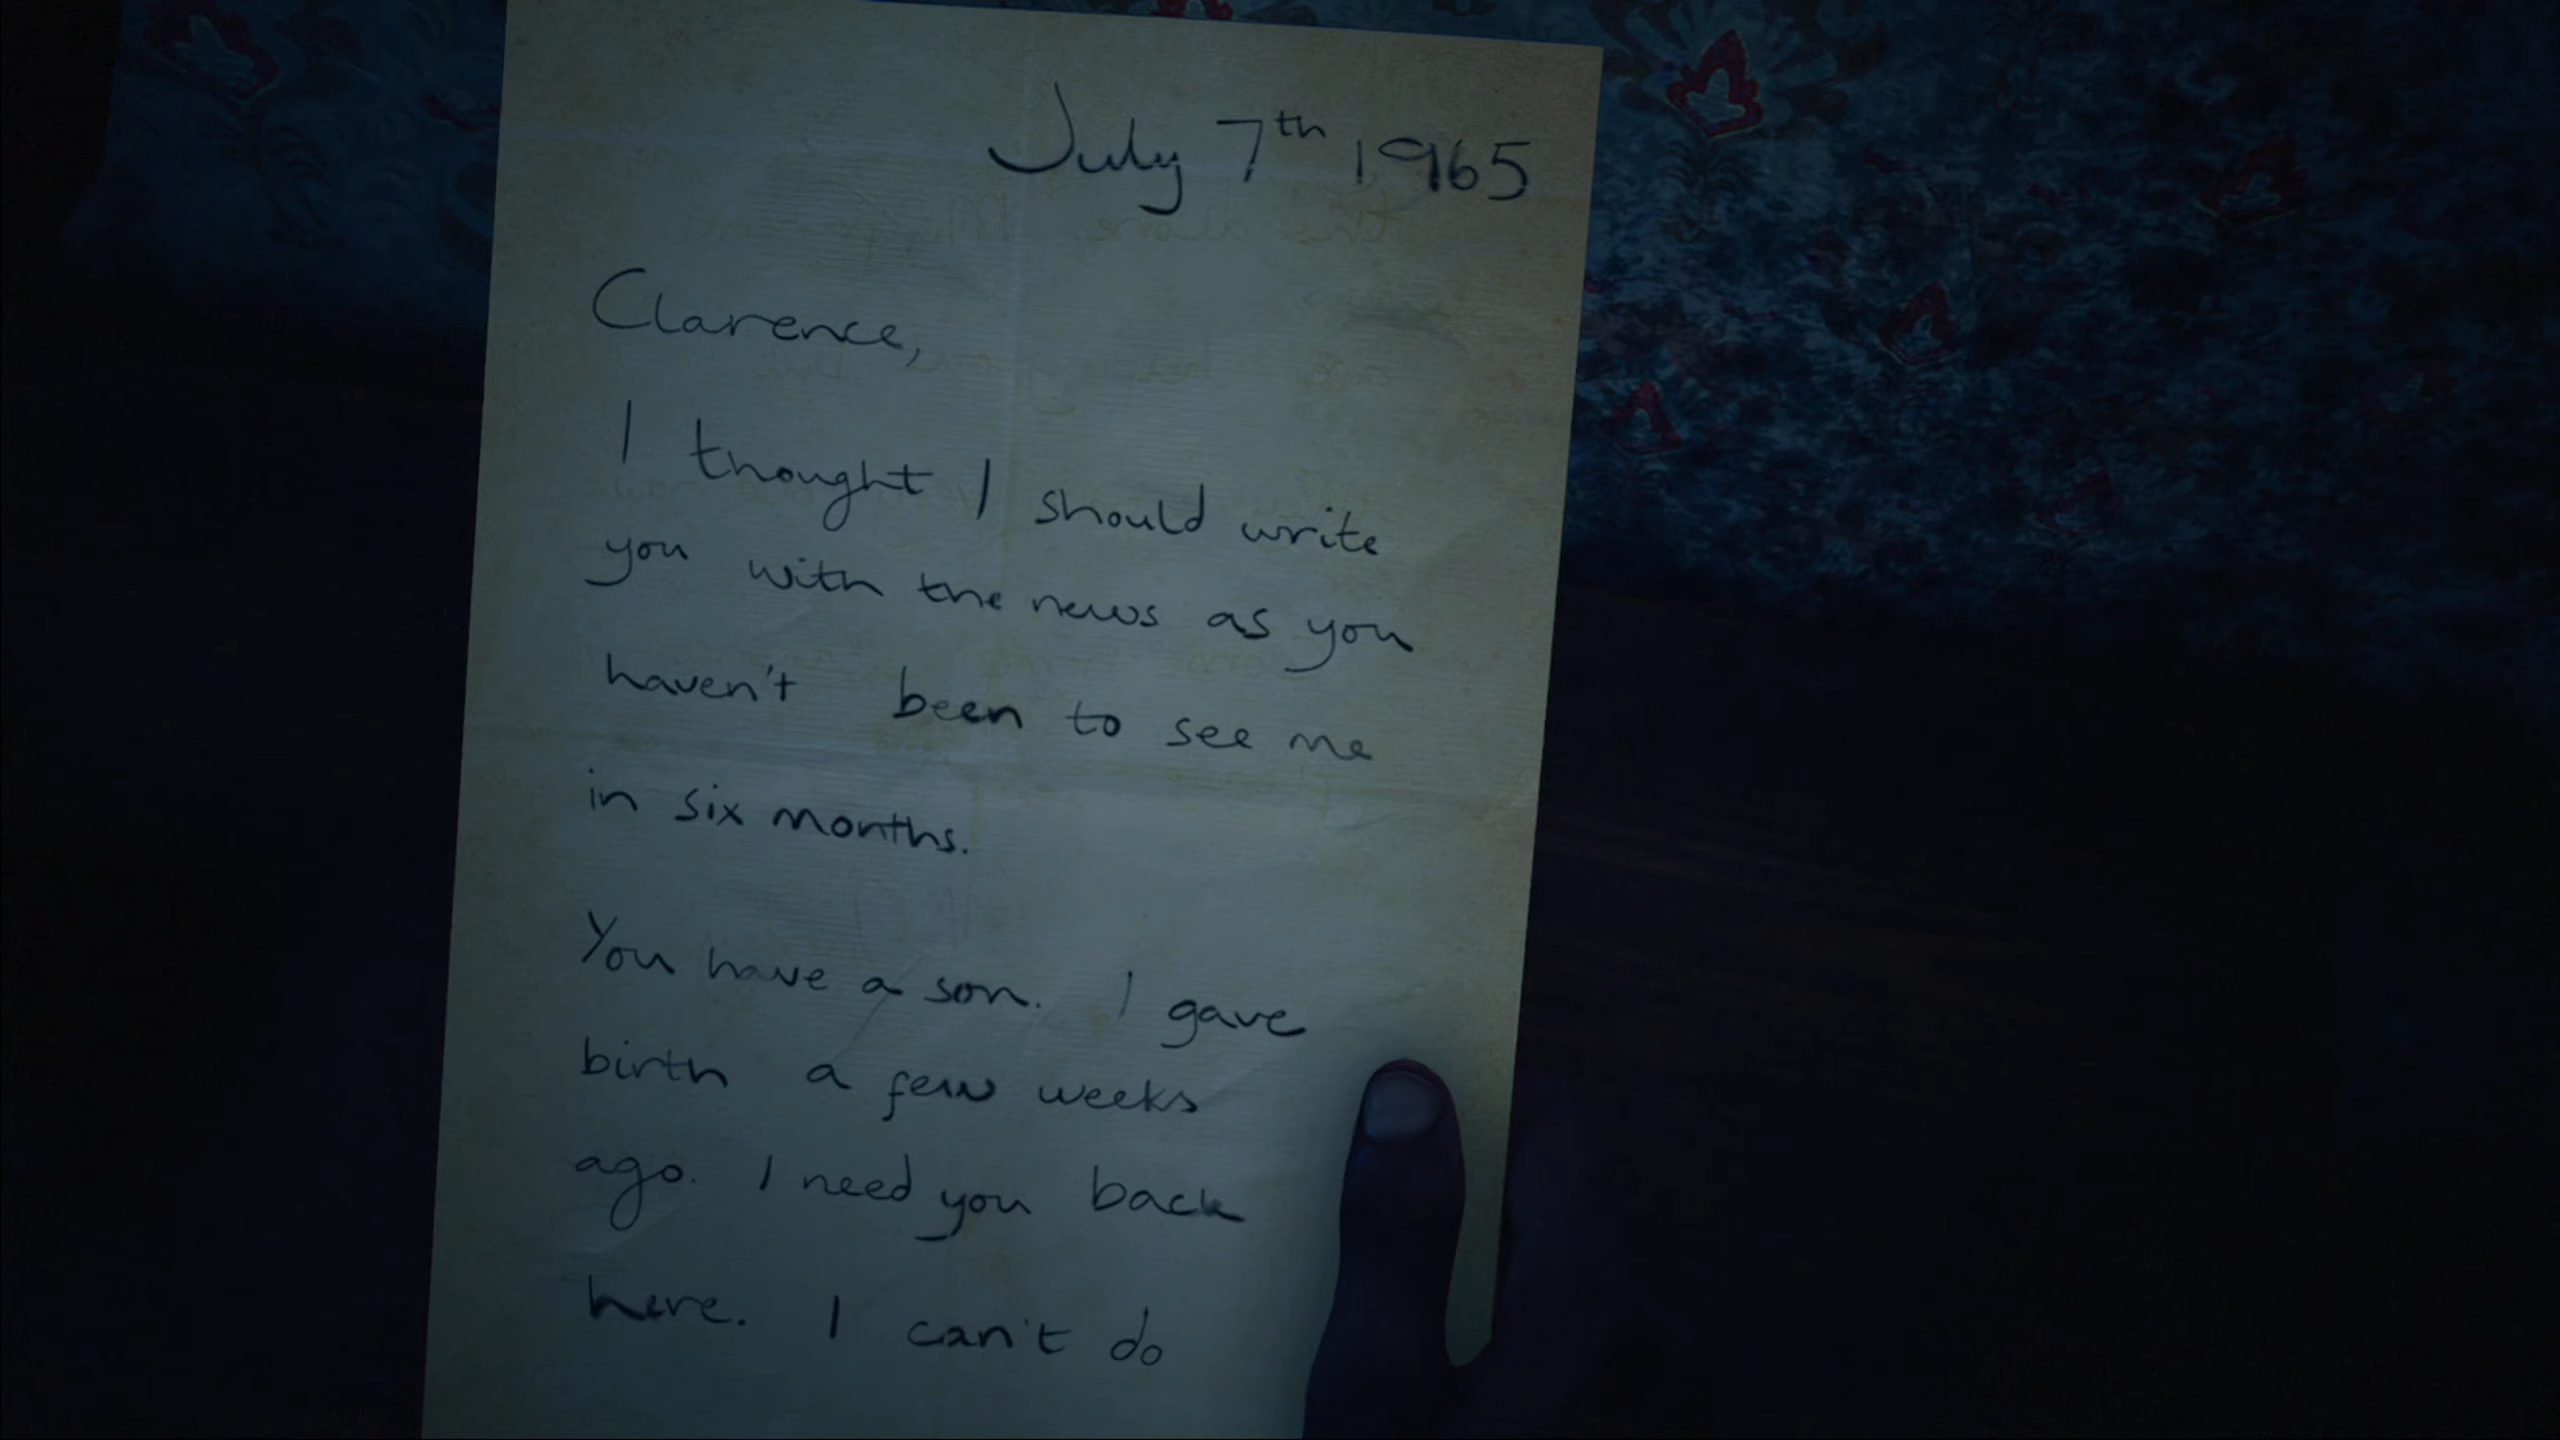 July 7th 1965
Clarence,
I thought I should write
you with the news as you
haven't been to see me
in six months.
You have a son. I gave
birth a few weeks
ago. I need you back
here. I can't do